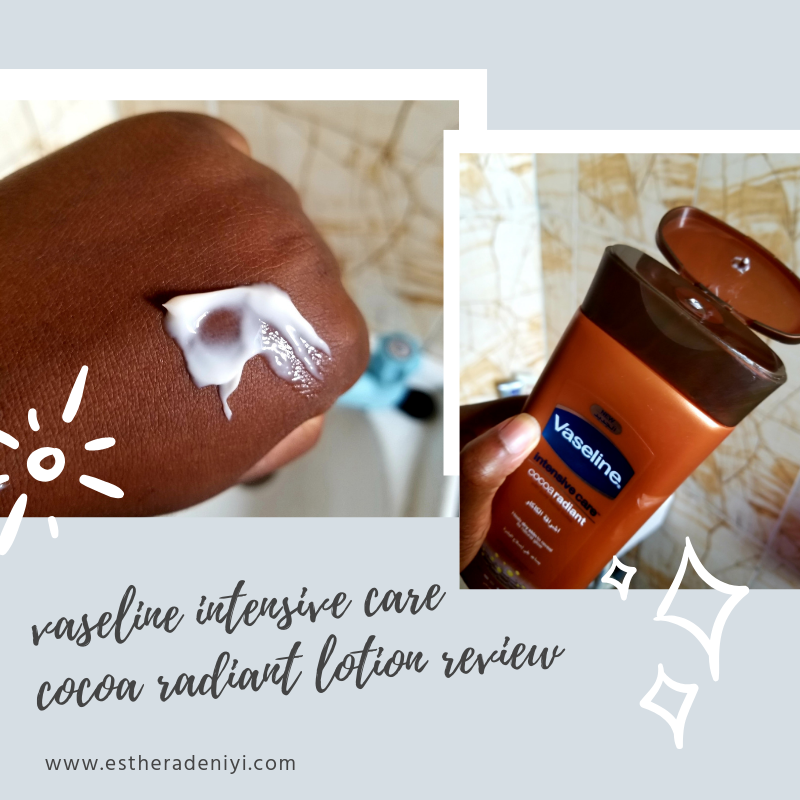 Vaseline
intensive care
cocoa radiant
vaseline intensive care
cocoa radiant lotion review
www.estheradeniyi.com